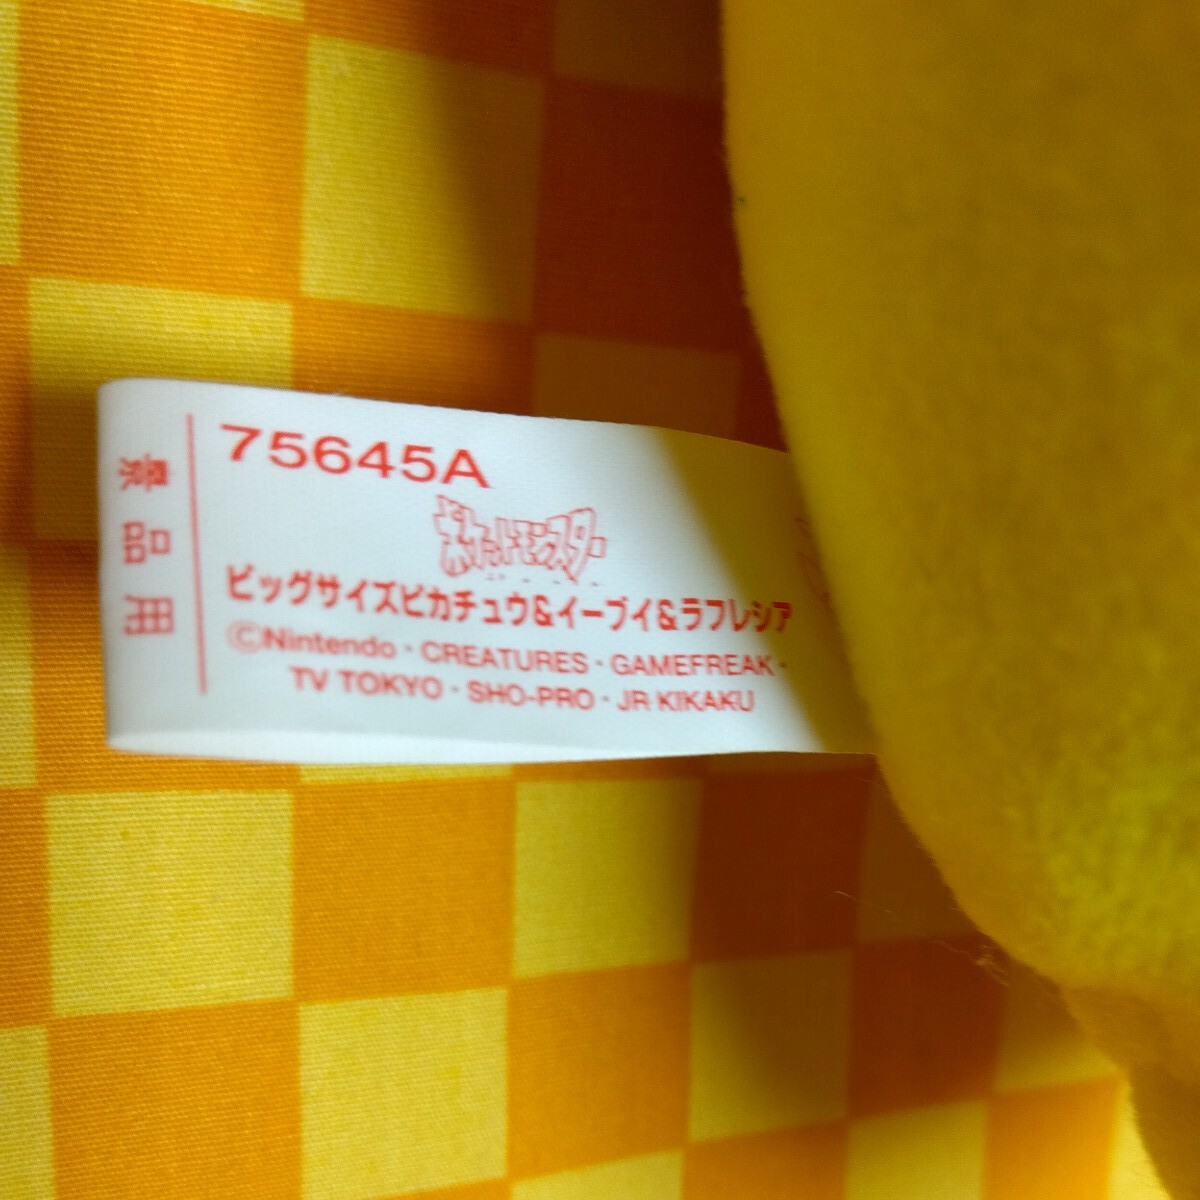 75645A
ポケットモンスター
ビッグサイズピカチュウ&イーブイ&ラフレシア
©Nintendo・CREATURES・GAMEFREAK・
TV TOKYO・SHO-PRO・JR KIKAKU
景品用